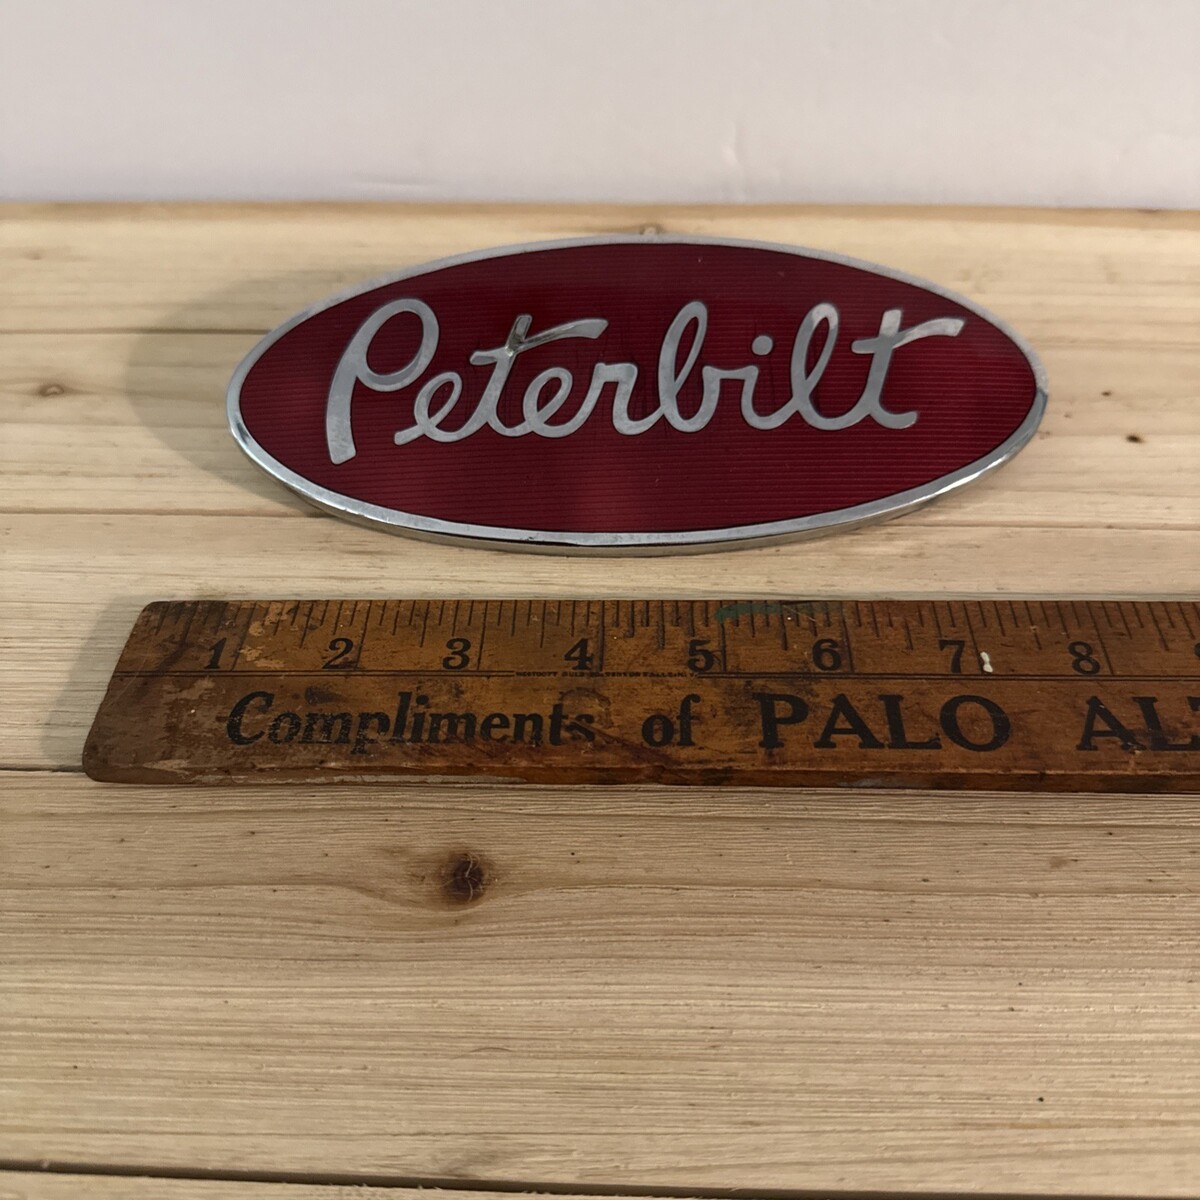 Peterbilt
1 2 3 4 5 6 7 8
Compliments of PALO